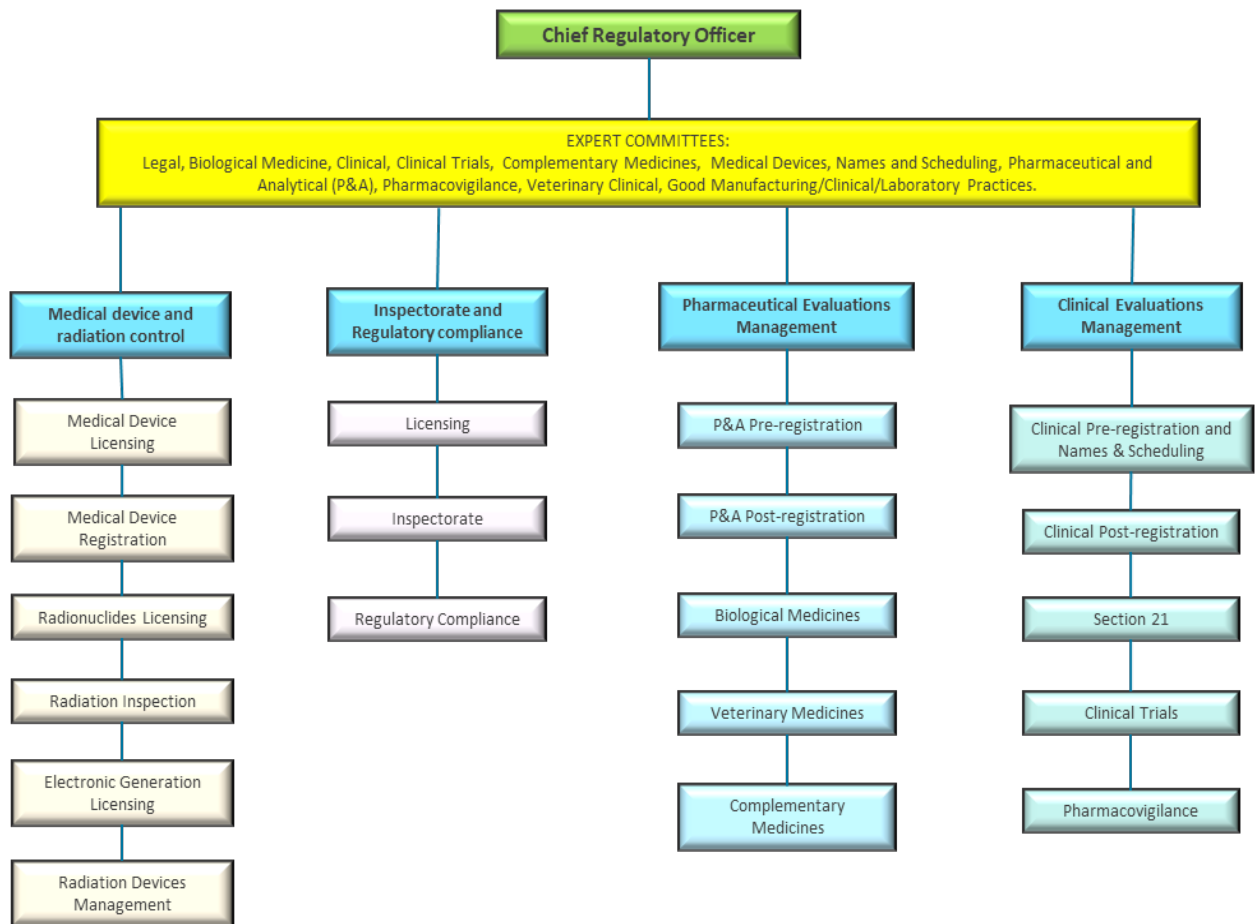 Chief Regulatory Officer
EXPERT COMMITTEES:
Legal, Biological Medicine, Clinical, Clinical Trials, Complementary Medicines, Medical Devices, Names and Scheduling, Pharmaceutical and
Analytical (P&A), Pharmacovigilance, Veterinary Clinical, Good Manufacturing/Clinical/Laboratory Practices.
Medical device and
radiation control
Medical Device
Licensing
Medical Device
Registration
Radionuclides Licensing
Radiation Inspection
Electronic Generation
Licensing
Radiation Devices
Management
Inspectorate and
Regulatory compliance
Licensing
Inspectorate
Regulatory Compliance
Pharmaceutical Evaluations
Management
P&A Pre-registration
P&A Post-registration
Biological Medicines
Veterinary Medicines
Complementary
Medicines
Clinical Evaluations
Management
Clinical Pre-registration and
Names & Scheduling
Clinical Post-registration
Section 21
Clinical Trials
Pharmacovigilance